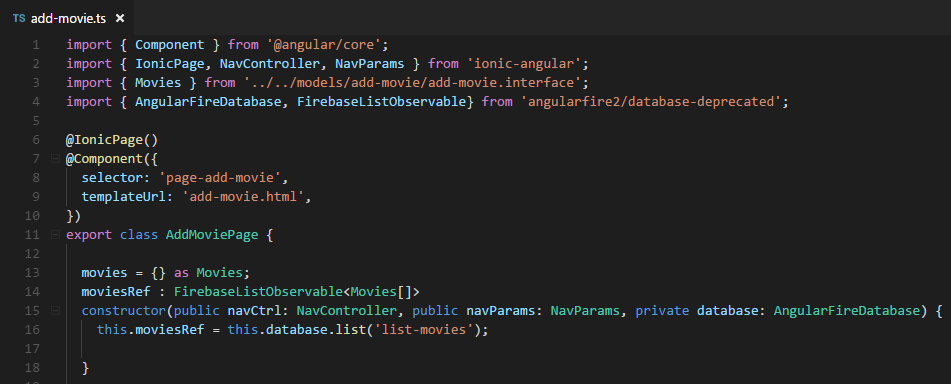 TS add-movie.ts ×
1 import { Component } from '@angular/core';
2 import { IonicPage, NavController, NavParams } from 'ionic-angular';
3 import { Movies } from '../../models/add-movie/add-movie.interface';
4 import { AngularFireDatabase, FirebaseListObservable} from 'angularfire2/database-deprecated';
5
6 @IonicPage()
7 @Component({
8   selector: 'page-add-movie',
9   templateUrl: 'add-movie.html',
10 })
11 export class AddMoviePage {
12
13   movies = {} as Movies;
14   moviesRef : FirebaseListObservable<Movies[]>
15   constructor(public navCtrl: NavController, public navParams: NavParams, private database: AngularFireDatabase) {
16     this.moviesRef = this.database.list('list-movies');
17
18   }